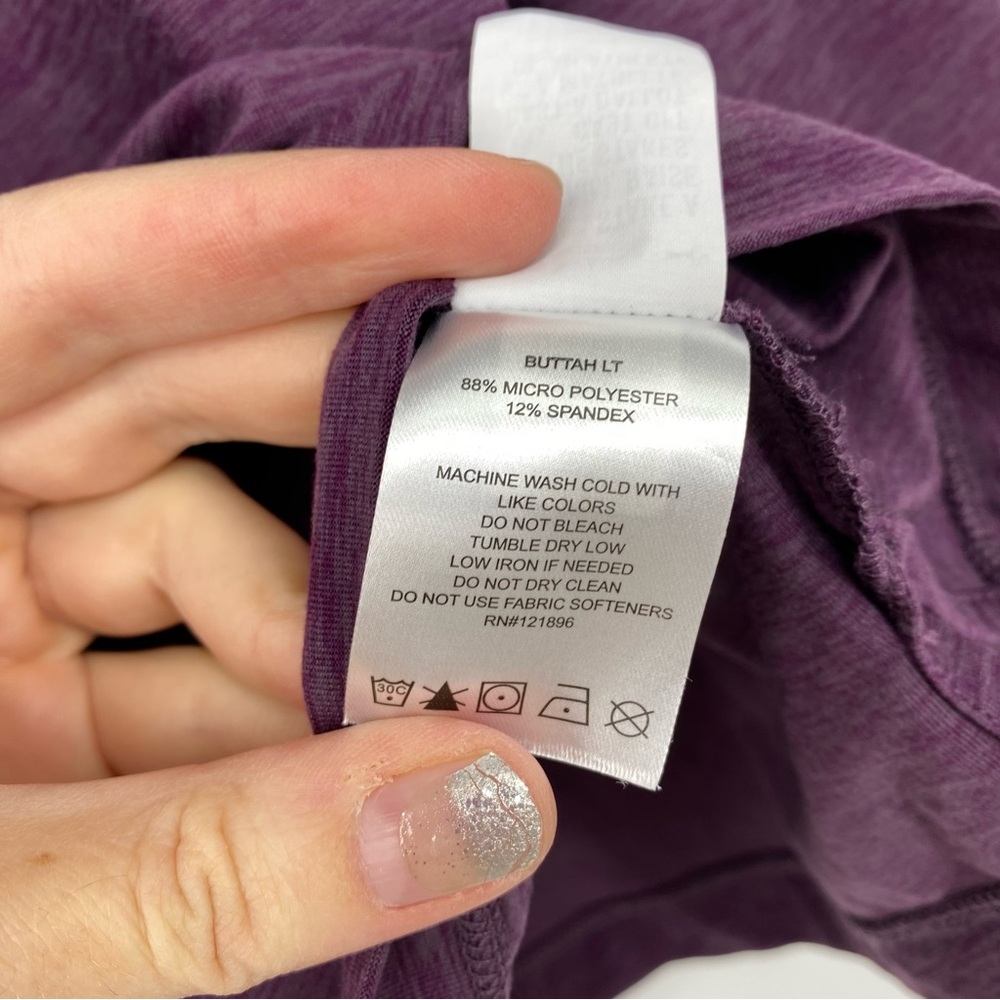 BUTTAH LT
88% MICRO POLYESTER
12% SPANDEX
MACHINE WASH COLD WITH
LIKE COLORS
DO NOT BLEACH
TUMBLE DRY LOW
LOW IRON IF NEEDED
DO NOT DRY CLEAN
DO NOT USE FABRIC SOFTENERS
RN#121896
30C